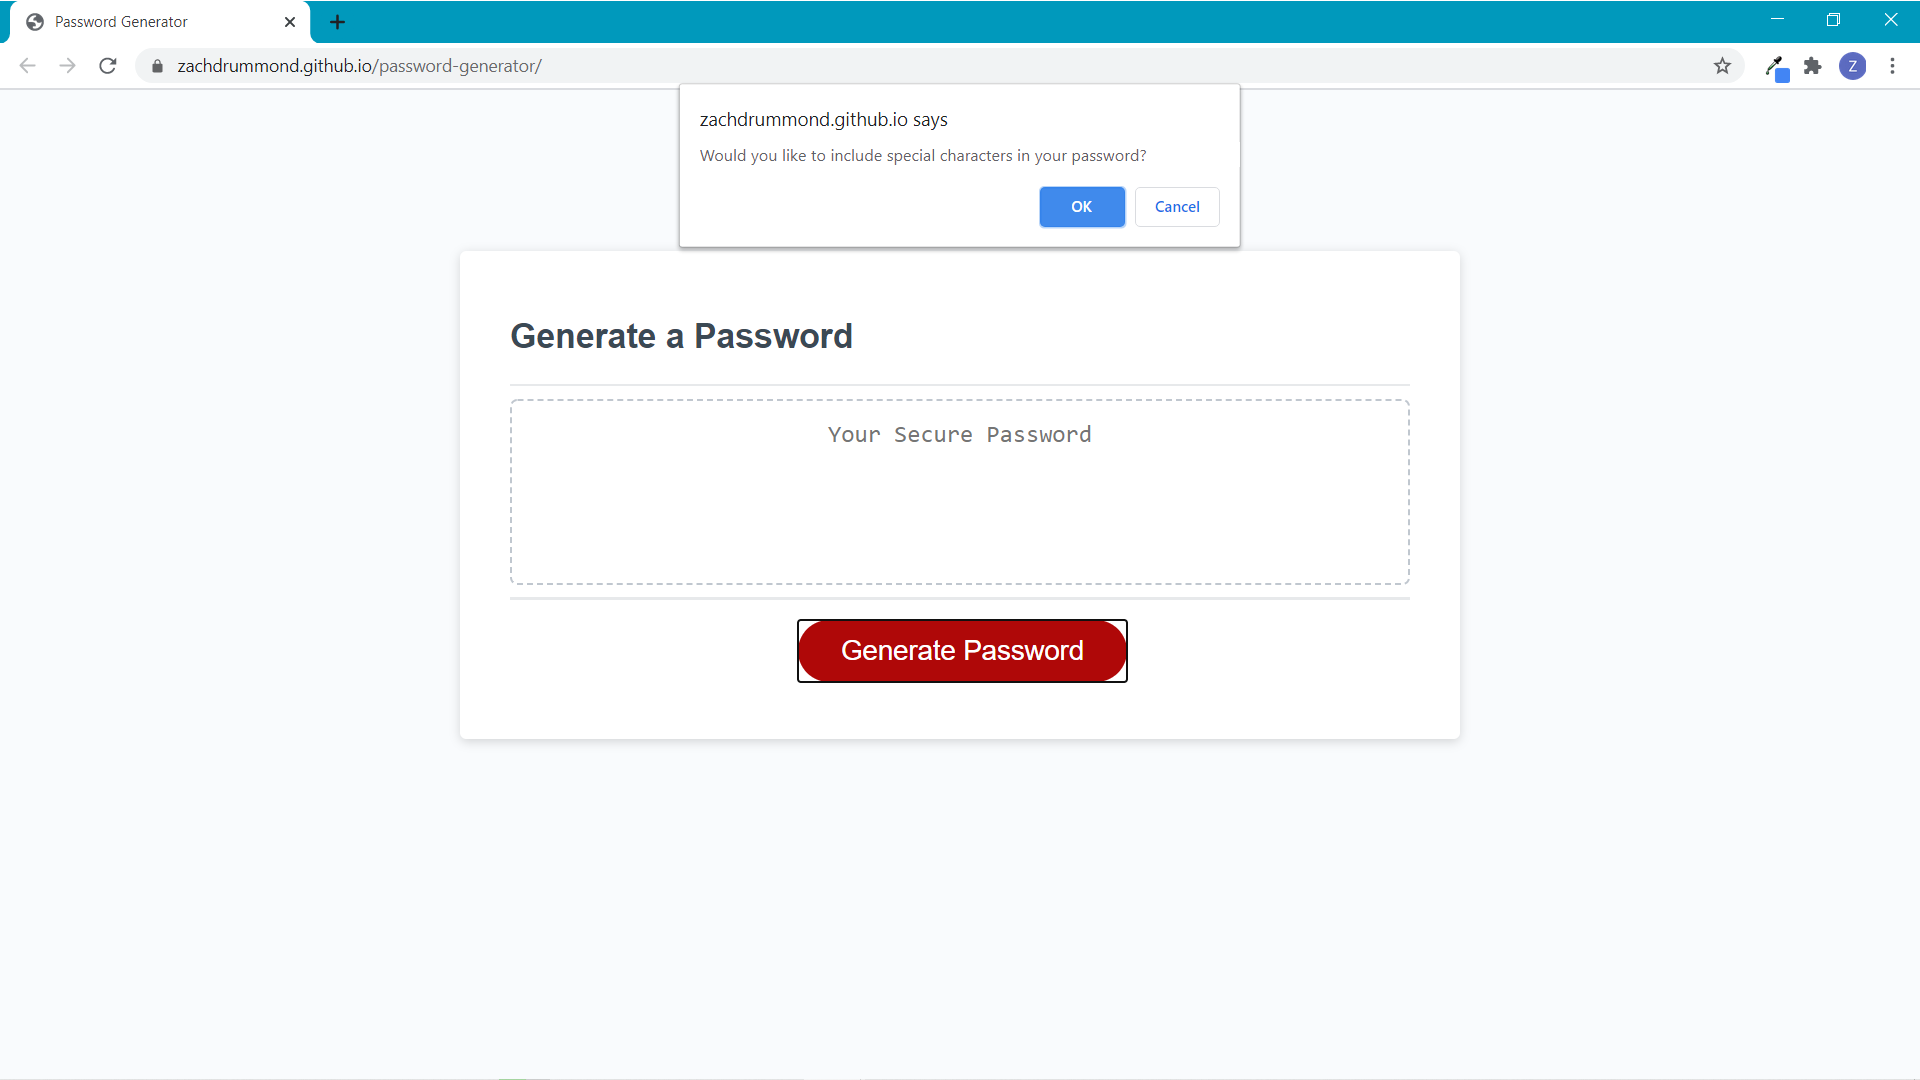 Password Generator
zachdrummond.github.io/password-generator/
Z
zachdrummond.github.io says
Would you like to include special characters in your password?
OK Cancel
Generate a Password
Your Secure Password
Generate Password